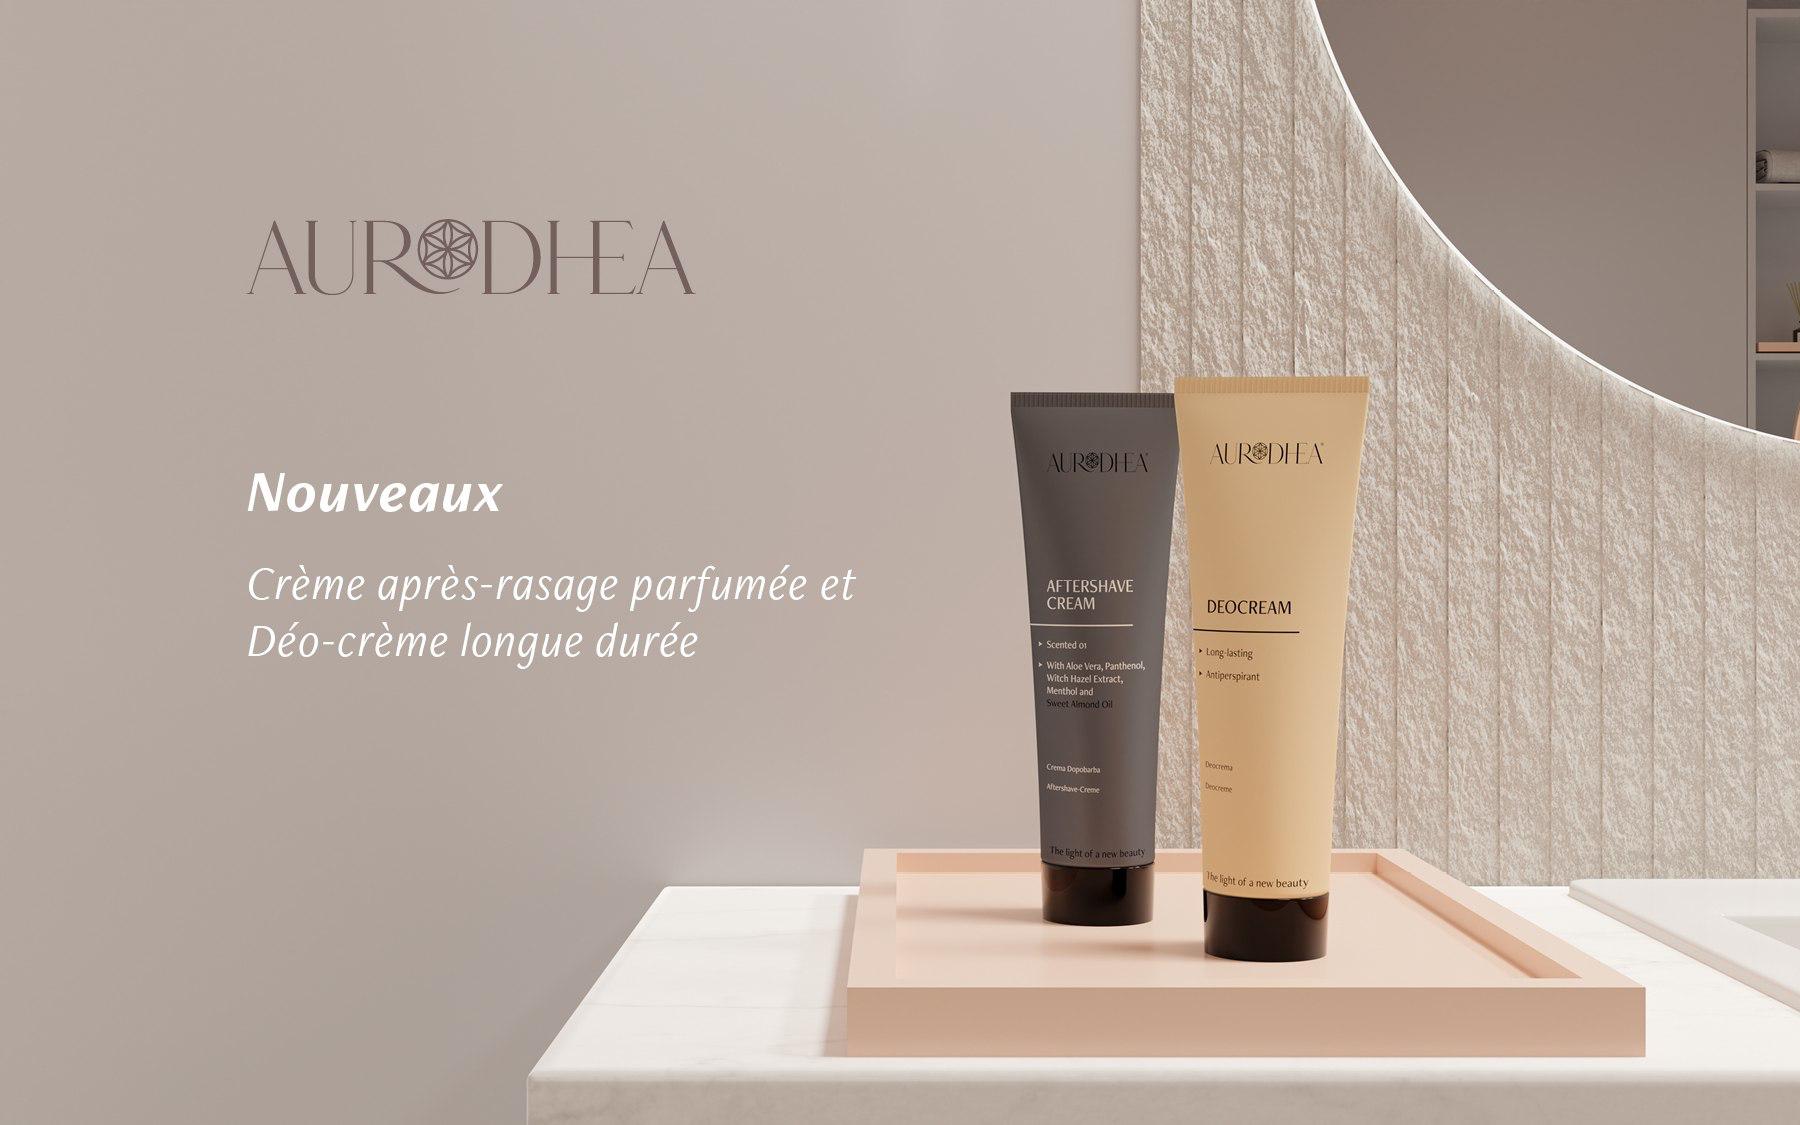 AURODHEA
Nouveaux
Crème après-rasage parfumée et
Déo-crème longue durée
AURODHEA
AFTERSHAVE
CREAM
Scented 01
With Aloe Vera, Panthenol,
Witch Hazel Extract,
Menthol and
Sweet Almond Oil
Crema Dopobarba
Aftershave-Creme
The light of a new beauty
AURODHEA
DEOCREAM
Long-lasting
Antiperspirant
Deocrema
Deocreme
The light of a new beauty